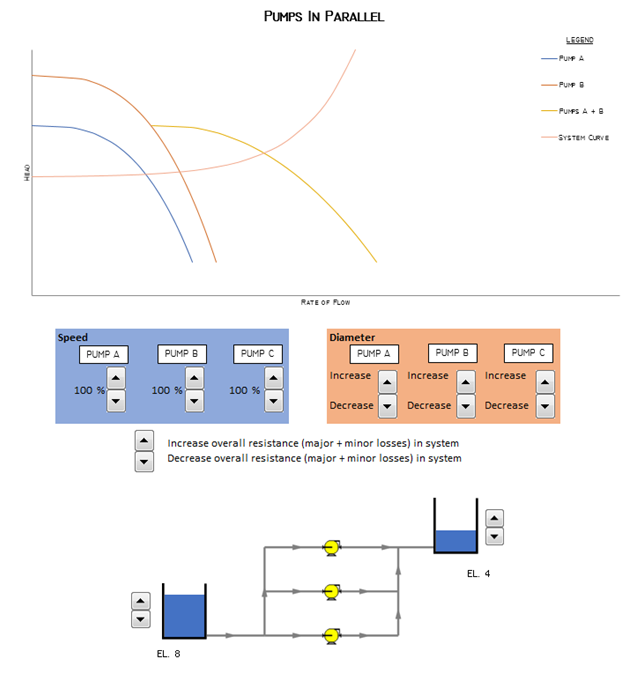 PUMPS IN PARALLEL
LEGEND
PUMP A
PUMP B
PUMPS A + B
SYSTEM CURVE
HEAD
RATE OF FLOW
Speed
PUMP A PUMP B PUMP C
100 % 100 % 100 %
Diameter
PUMP A PUMP B PUMP C
Increase Increase Increase
Decrease Decrease Decrease
Increase overall resistance (major + minor losses) in system
Decrease overall resistance (major + minor losses) in system
EL. 4
EL. 8